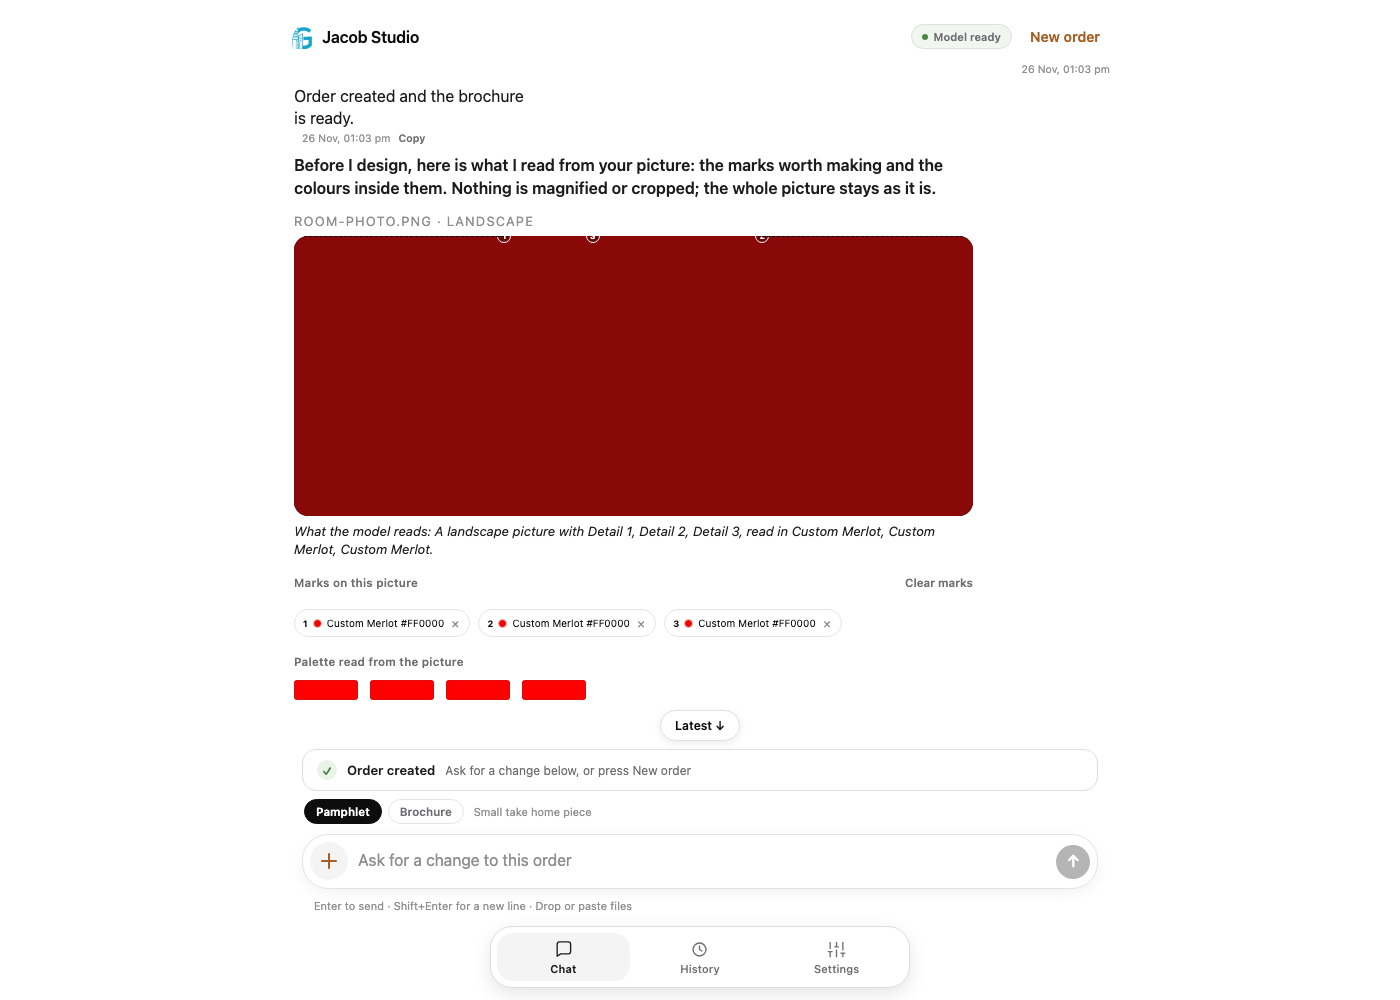 Jacob Studio
Model ready
New order
26 Nov, 01:03 pm
Order created and the brochure
is ready.
26 Nov, 01:03 pm Copy
Before I design, here is what I read from your picture: the marks worth making and the
colours inside them. Nothing is magnified or cropped; the whole picture stays as it is.
ROOM-PHOTO.PNG · LANDSCAPE
What the model reads: A landscape picture with Detail 1, Detail 2, Detail 3, read in Custom Merlot, Custom
Merlot, Custom Merlot.
Marks on this picture
Clear marks
1 Custom Merlot #FF0000 ×
2 Custom Merlot #FF0000 ×
3 Custom Merlot #FF0000 ×
Palette read from the picture
Latest ↓
Order created Ask for a change below, or press New order
Pamphlet Brochure Small take home piece
Ask for a change to this order
Enter to send · Shift+Enter for a new line · Drop or paste files
Chat History Settings